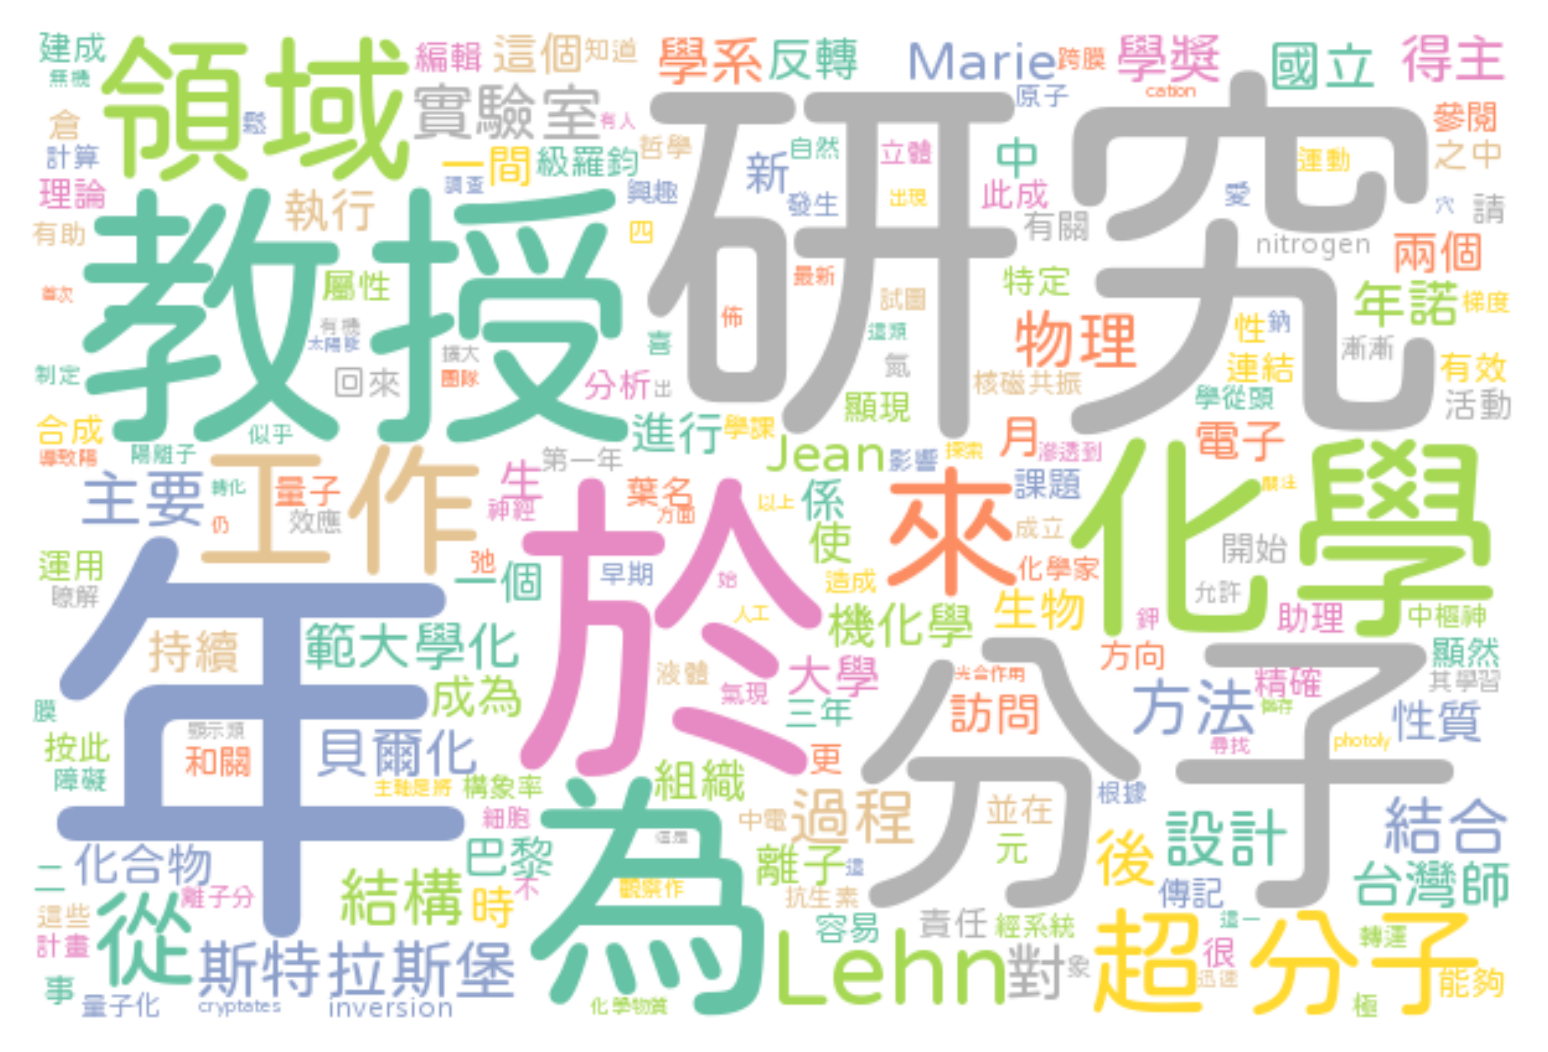 建成
領域
編輯
這個
知道
學系
反轉
Marie
跨膜
學獎
國立
得主
無機
實驗室
原子
cation
倉
鬆
有人
參閱
計算
一間
級羅鈞
哲學
新
自然
立體
中
運動
之中
理論
調查
興趣
發生
出現
此成
愛
穴
請
有助
執行
四
研究
有關
nitrogen
兩個
教授
屬性
最新
試圖
特定
年諾
梯度
首次
有機
太陽能
佈
喜
這類
物理
性
鈉
漸漸
制定
擴大
團隊
回來
分析
出
氮
核磁共振
連結
有效
顯現
學從頭
活動
合成
似乎
進行
學課
月
電子
導致陽
陽離子
第一年
Jean
影響
探索
滲透到
主要
轉化
工作
量子
生
神經
葉名
方面
以上
係
來
課題
化學
關注
仍
效應
於
使
成立
開始
運用
弛
一個
早期
始
造成
化學家
瞭解
人工
生物
允許
年
持續
範大學化
機化學
鉀
助理
中樞神
液體
大學
光合作用
方向
顯然
膜
成為
氣現
三年
訪問
分子
方法
精確
儲存
其學習
顯示類
性質
按此
和關
貝爾化
更
尋找
photoly
障礙
主軸是將
構象率
組織
根據
細胞
為
中電
過程
並在
結合
這是
元
設計
二
化合物
巴黎
離子
這
後
離子分
結構
時
不
觀察作
抗生素
傳記
台灣師
這些
從
容易
責任
經系統
這一
計畫
斯特拉斯堡
Lehn
對
象
超分子
很
轉運
事
迅速
能夠
量子化
cryptates
inversion
化學物質
極